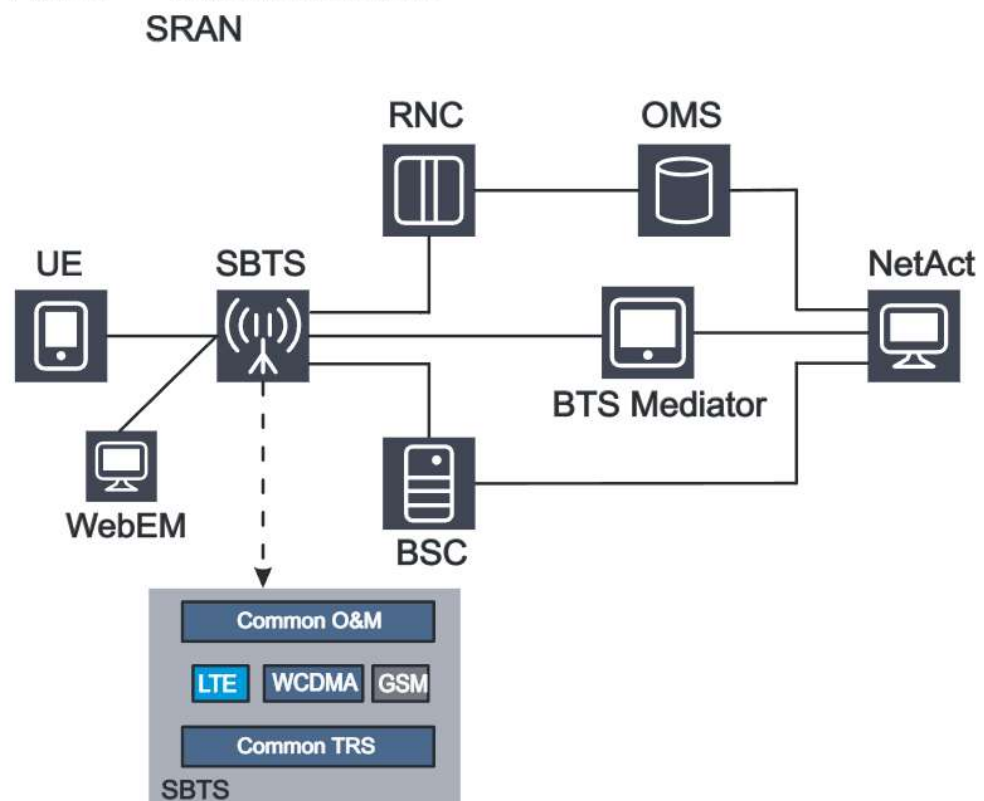 SRAN
RNC
OMS
UE
SBTS
NetAct
BTS Mediator
WebEM
BSC
Common O&M
LTE
WCDMA
GSM
Common TRS
SBTS